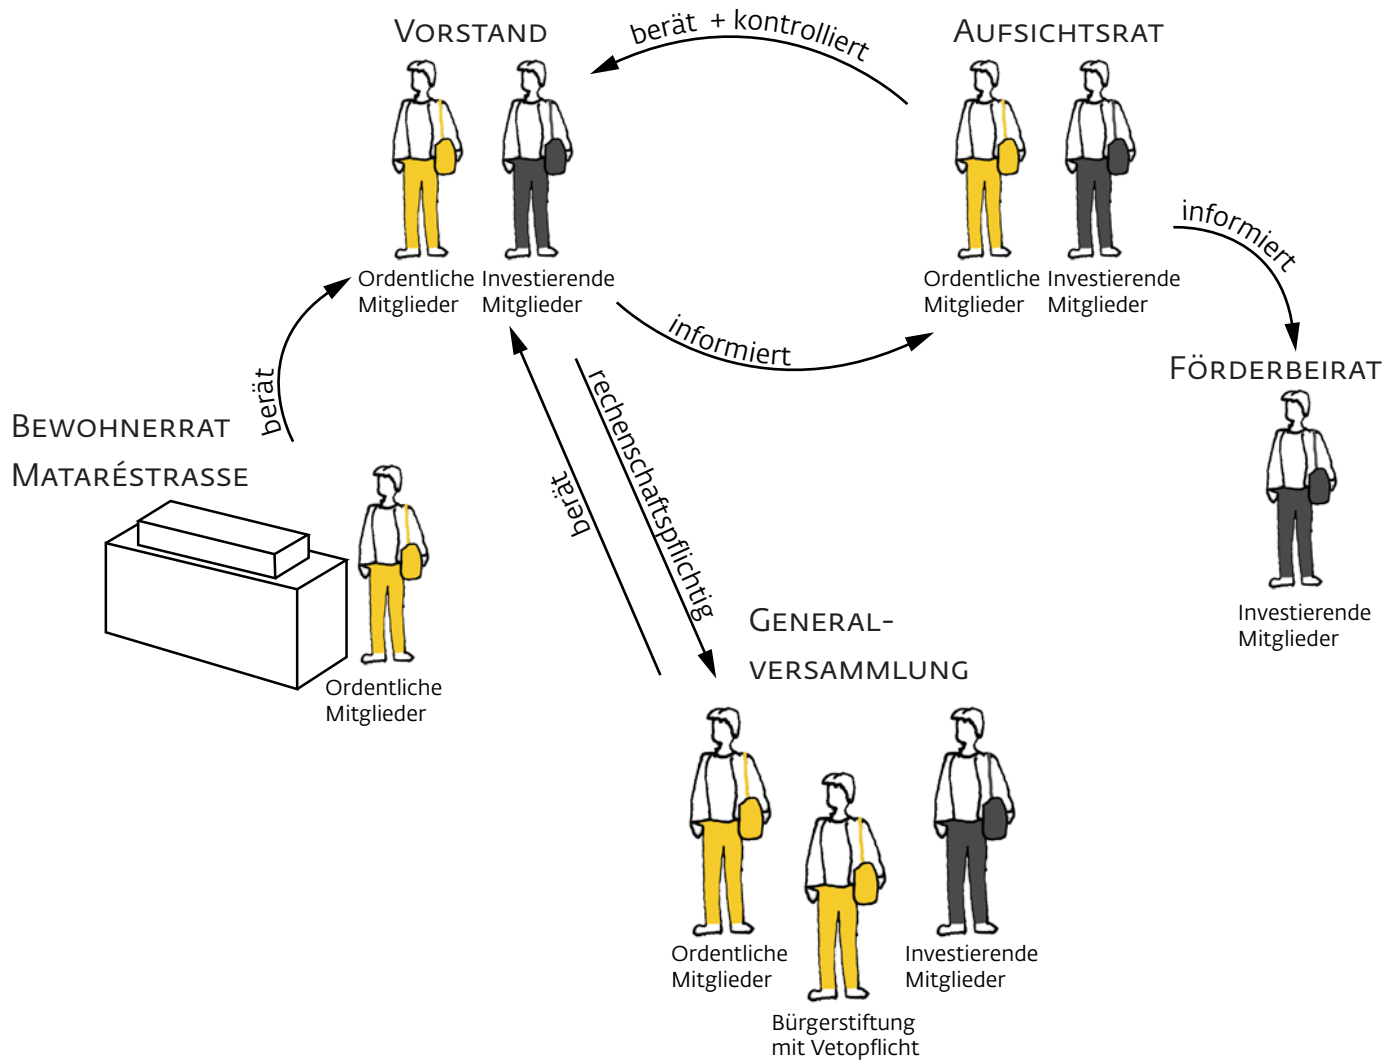 VORSTAND
berät + kontrolliert
AUFSICHTSRAT
Ordentliche
Mitglieder
Investierende
Mitglieder
Ordentliche
Mitglieder
Investierende
Mitglieder
informiert
informiert
FÖRDERBEIRAT
Investierende
Mitglieder
berät
BEWOHNERRAT
MATARÉSTRASSE
Ordentliche
Mitglieder
rechenschaftspflichtig
berät
GENERAL-
VERSAMMLUNG
Ordentliche
Mitglieder
Investierende
Mitglieder
Bürgerstiftung
mit Vetopflicht